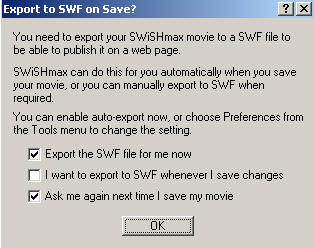 Export to SWF on Save?
You need to export your SWiSHmax movie to a SWF file to
be able to publish it on a web page.
SWiSHmax can do this for you automatically when you save
your movie, or you can manually export to SWF when
required.
You can enable auto-export now, or choose Preferences from
the Tools menu to change the setting.
Export the SWF file for me now
I want to export to SWF whenever I save changes
Ask me again next time I save my movie
OK